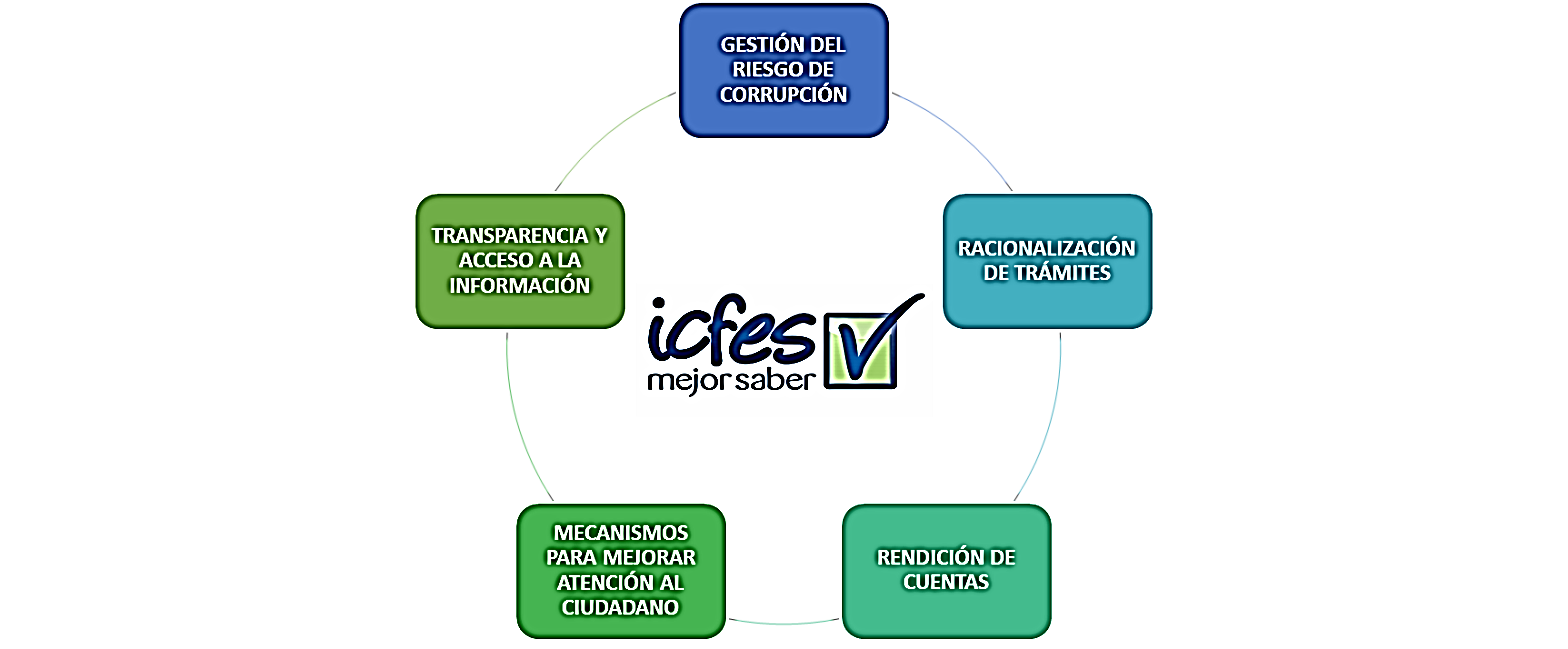 GESTIÓN DEL
RIESGO DE
CORRUPCIÓN
TRANSPARENCIA Y
ACCESO A LA
INFORMACIÓN
RACIONALIZACIÓN
DE TRÁMITES
icfes
mejor saber
MECANISMOS
PARA MEJORAR
ATENCIÓN AL
CIUDADANO
RENDICIÓN DE
CUENTAS